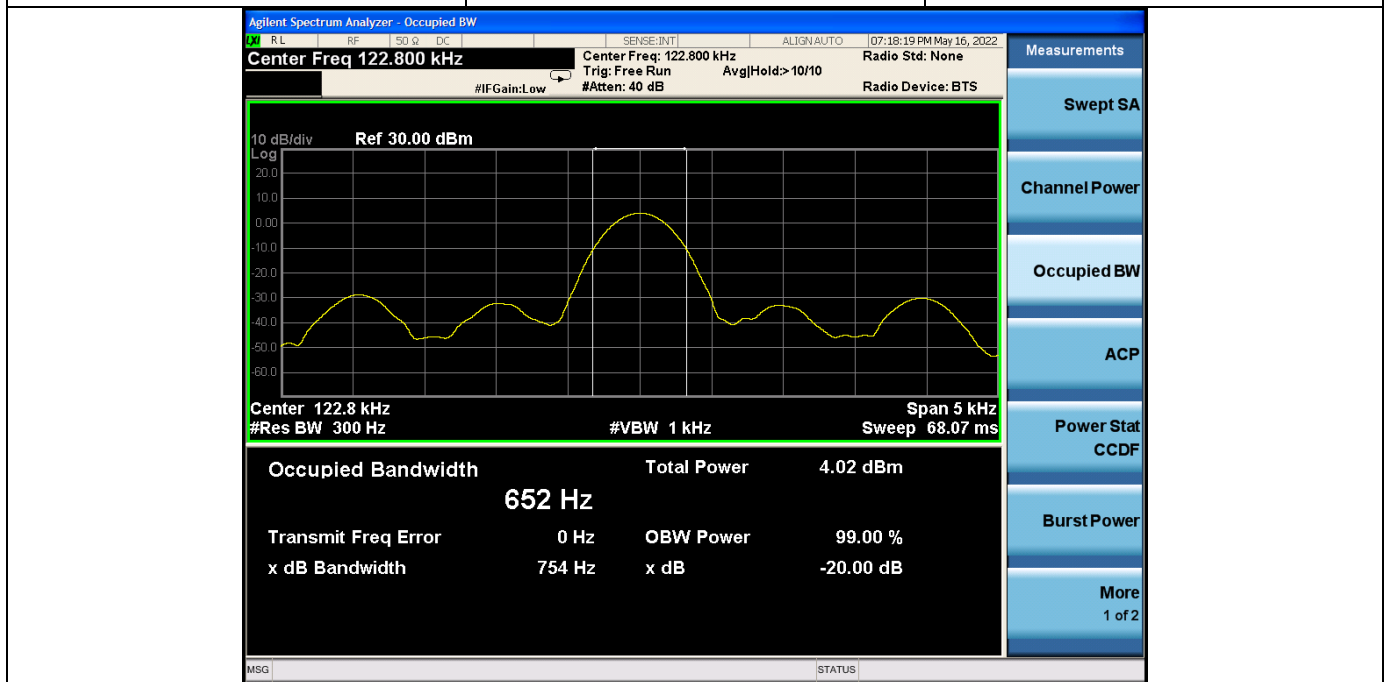 Agilent Spectrum Analyzer - Occupied BW
LXI RL RF 50 Ω DC SENSE:INT ALIGN AUTO 07:18:19 PM May 16, 2022
Center Freq 122.800 kHz
Center Freq: 122.800 kHz Radio Std: None
Trig: Free Run Avg|Hold:> 10/10
#IFGain:Low #Atten: 40 dB Radio Device: BTS
10 dB/div Ref 30.00 dBm
Log
20.0
10.0
0.00
-10.0
-20.0
-30.0
-40.0
-50.0
-60.0
Center 122.8 kHz Span 5 kHz
#Res BW 300 Hz #VBW 1 kHz Sweep 68.07 ms
Occupied Bandwidth Total Power 4.02 dBm
652 Hz
Transmit Freq Error 0 Hz OBW Power 99.00 %
x dB Bandwidth 754 Hz x dB -20.00 dB
MSG STATUS
Measurements
Swept SA
Channel Power
Occupied BW
ACP
Power Stat
CCDF
Burst Power
More
1 of 2